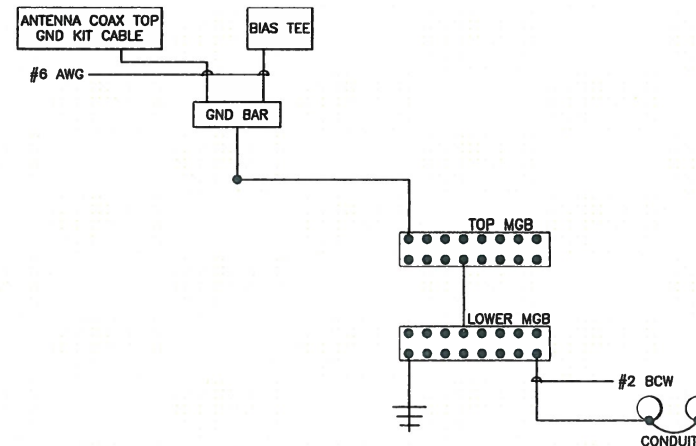 ANTENNA COAX TOP
GND KIT CABLE
BIAS TEE
#6 AWG
GND BAR
TOP MGB
LOWER MGB
#2 BCW
CONDUIT